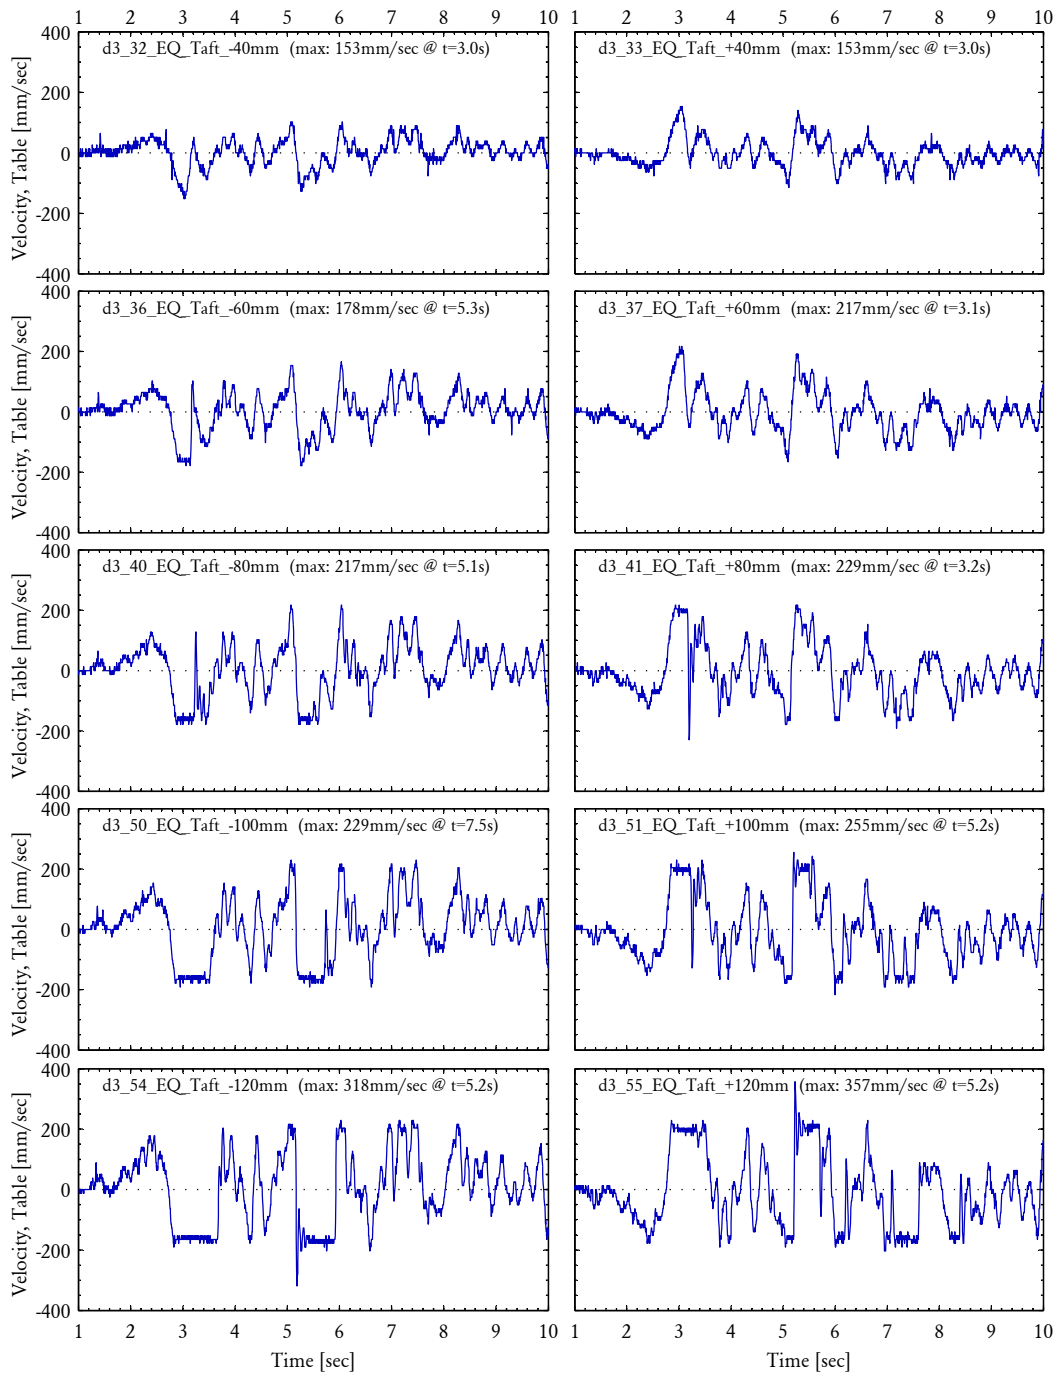 1 2 3 4 5 6 7 8 9 10 1 2 3 4 5 6 7 8 9 10
400
d3_32_EQ_Taft_-40mm (max: 153mm/sec @ t=3.0s)
d3_33_EQ_Taft_+40mm (max: 153mm/sec @ t=3.0s)
200
0
-200
-400
Velocity, Table [mm/sec]
400
d3_36_EQ_Taft_-60mm (max: 178mm/sec @ t=5.3s)
d3_37_EQ_Taft_+60mm (max: 217mm/sec @ t=3.1s)
200
0
-200
-400
Velocity, Table [mm/sec]
400
d3_40_EQ_Taft_-80mm (max: 217mm/sec @ t=5.1s)
d3_41_EQ_Taft_+80mm (max: 229mm/sec @ t=3.2s)
200
0
-200
-400
Velocity, Table [mm/sec]
400
d3_50_EQ_Taft_-100mm (max: 229mm/sec @ t=7.5s)
d3_51_EQ_Taft_+100mm (max: 255mm/sec @ t=5.2s)
200
0
-200
-400
Velocity, Table [mm/sec]
400
d3_54_EQ_Taft_-120mm (max: 318mm/sec @ t=5.2s)
d3_55_EQ_Taft_+120mm (max: 357mm/sec @ t=5.2s)
200
0
-200
-400
Velocity, Table [mm/sec]
1 2 3 4 5 6 7 8 9 10 1 2 3 4 5 6 7 8 9 10
Time [sec]
Time [sec]